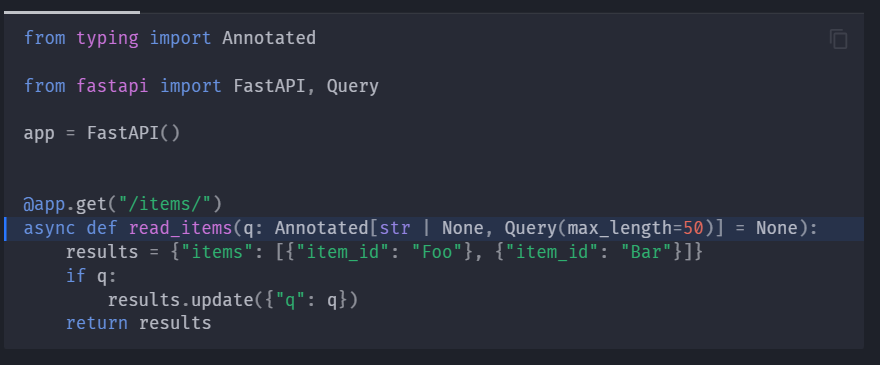 from typing import Annotated
from fastapi import FastAPI, Query
app = FastAPI()
@app.get("/items/")
async def read_items(q: Annotated[str | None, Query(max_length=50)] = None):
    results = {"items": [{"item_id": "Foo"}, {"item_id": "Bar"}]}
    if q:
        results.update({"q": q})
    return results